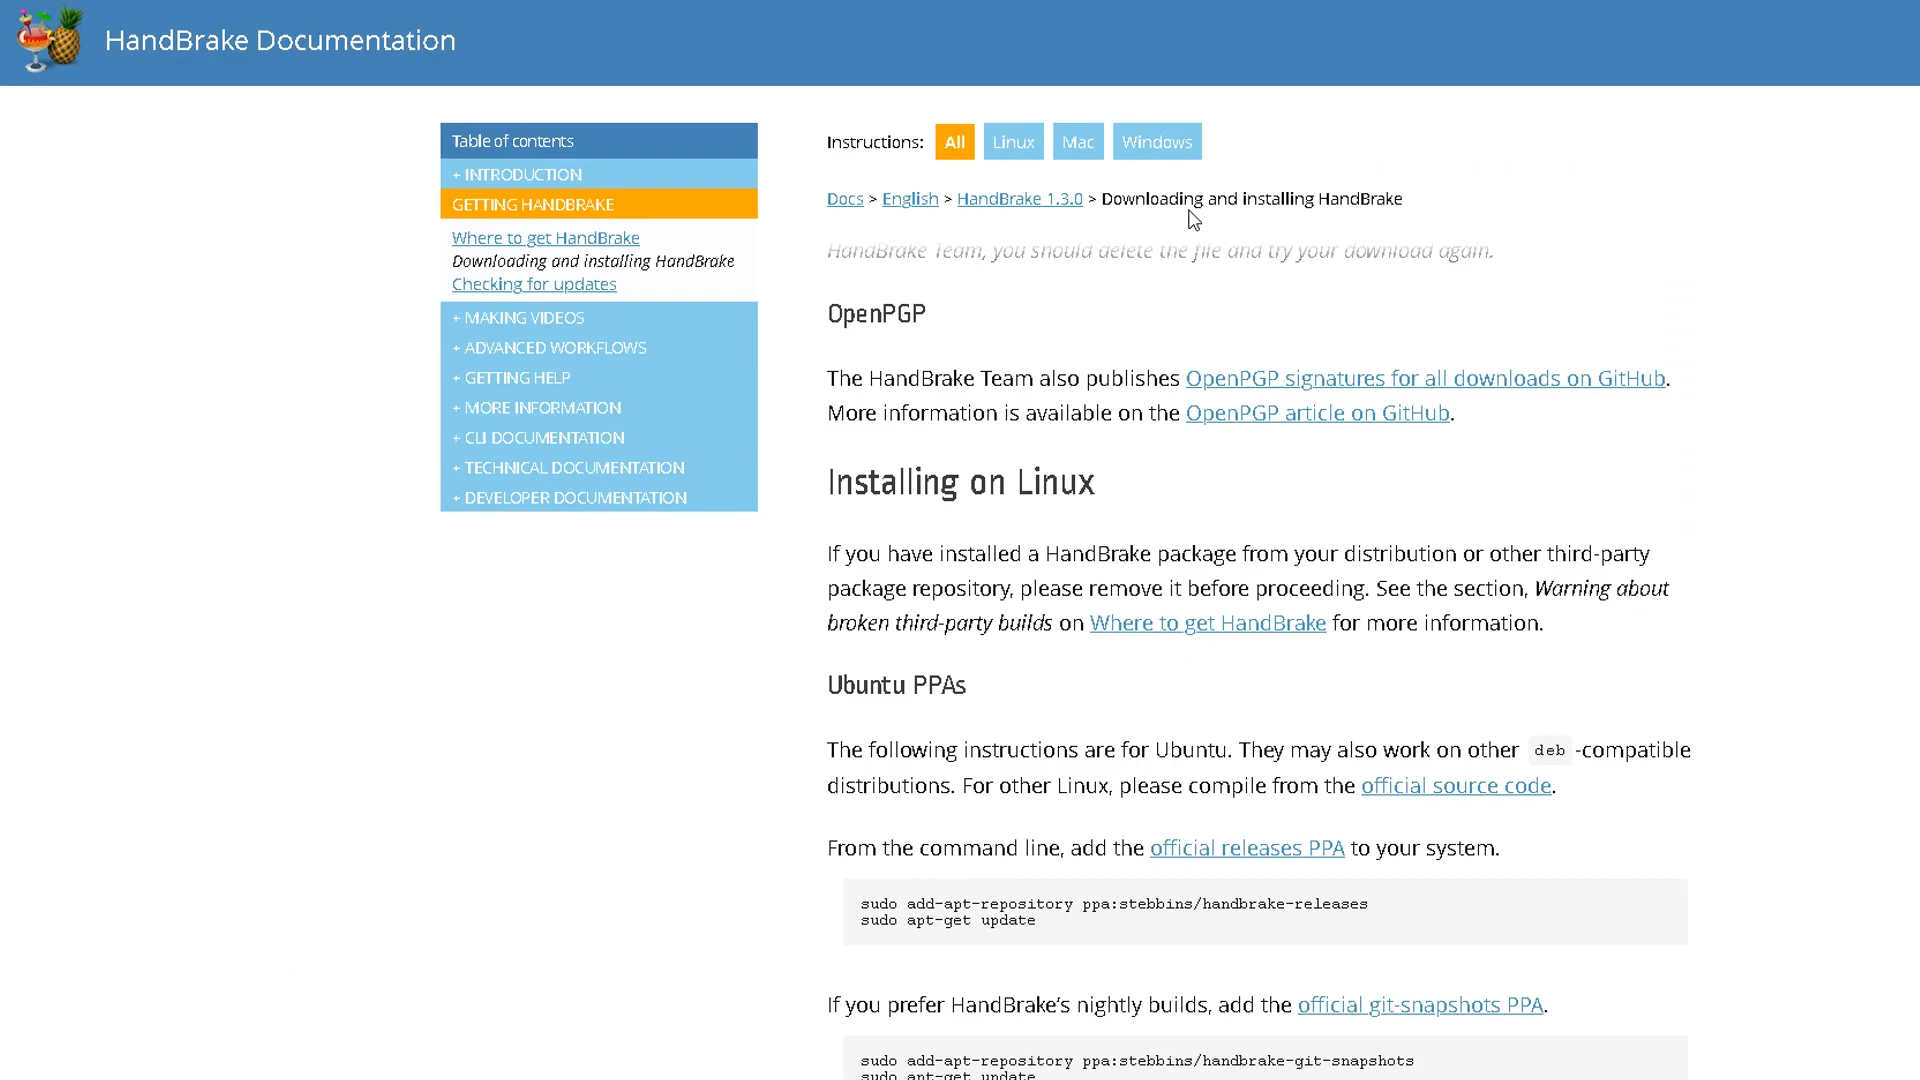 HandBrake Documentation
Table of contents
+ INTRODUCTION
GETTING HANDBRAKE
Where to get HandBrake
Downloading and installing HandBrake
Checking for updates
+ MAKING VIDEOS
+ ADVANCED WORKFLOWS
+ GETTING HELP
+ MORE INFORMATION
+ CLI DOCUMENTATION
+ TECHNICAL DOCUMENTATION
+ DEVELOPER DOCUMENTATION
Instructions: All Linux Mac Windows
Docs > English > HandBrake 1.3.0 > Downloading and installing HandBrake
HandBrake Team, you should delete the file and try your download again.
OpenPGP
The HandBrake Team also publishes OpenPGP signatures for all downloads on GitHub.
More information is available on the OpenPGP article on GitHub.
Installing on Linux
If you have installed a HandBrake package from your distribution or other third-party
package repository, please remove it before proceeding. See the section, Warning about
broken third-party builds on Where to get HandBrake for more information.
Ubuntu PPAs
The following instructions are for Ubuntu. They may also work on other deb -compatible
distributions. For other Linux, please compile from the official source code.
From the command line, add the official releases PPA to your system.
sudo add-apt-repository ppa:stebbins/handbrake-releases
sudo apt-get update
If you prefer HandBrake’s nightly builds, add the official git-snapshots PPA.
sudo add-apt-repository ppa:stebbins/handbrake-git-snapshots
sudo apt-get update